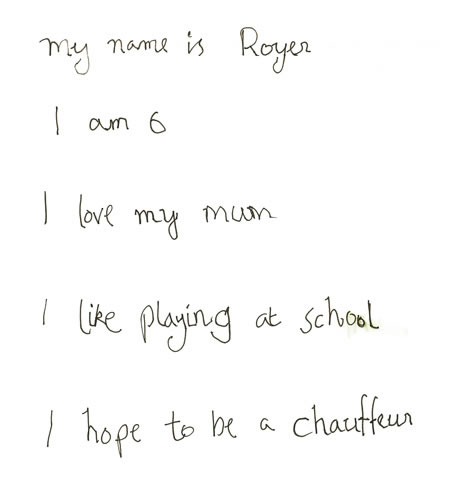 my name is Royer
I am 6
I love my mum
I like playing at school
I hope to be a chauffeur